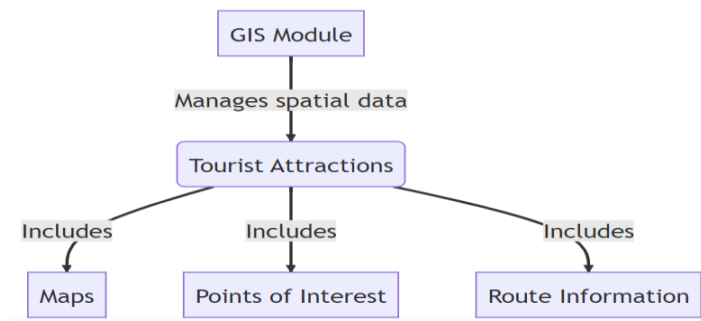 GIS Module
Manages spatial data
Tourist Attractions
Includes
Includes
Includes
Maps
Points of Interest
Route Information